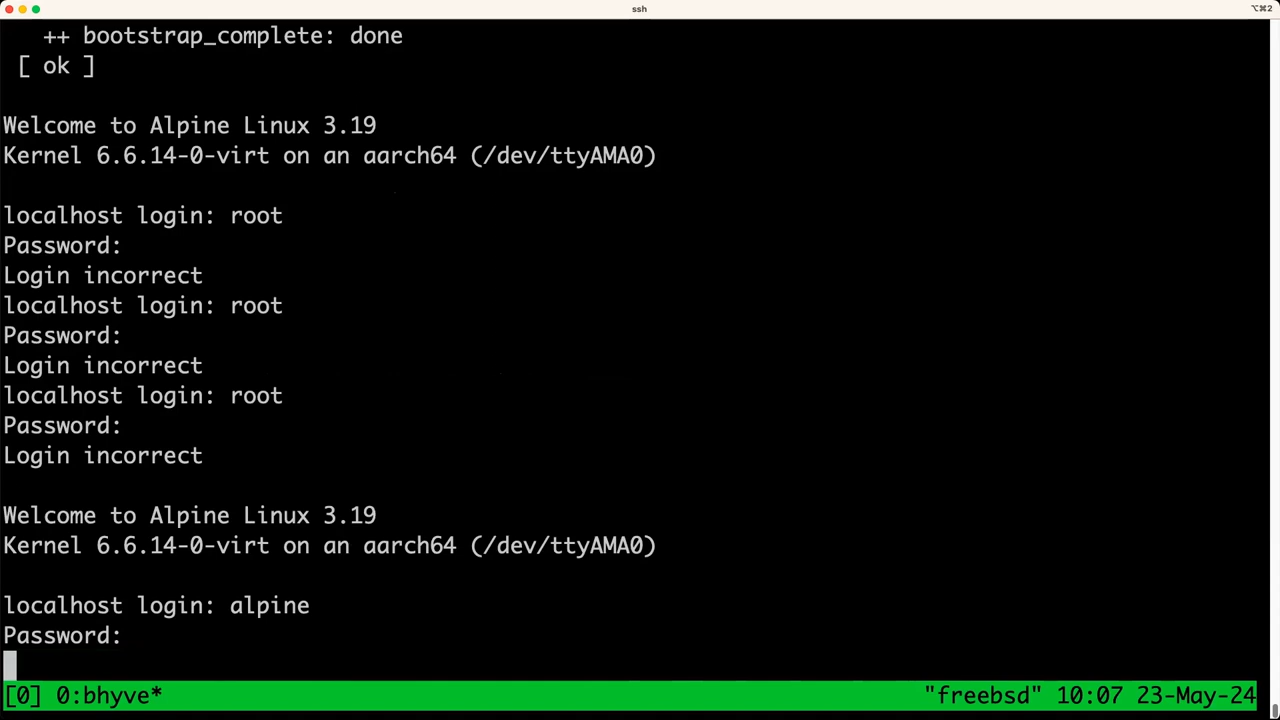 ssh
⌥⌘2
++ bootstrap_complete: done
[ ok ]
Welcome to Alpine Linux 3.19
Kernel 6.6.14-0-virt on an aarch64 (/dev/ttyAMA0)
localhost login: root
Password:
Login incorrect
localhost login: root
Password:
Login incorrect
localhost login: root
Password:
Login incorrect
Welcome to Alpine Linux 3.19
Kernel 6.6.14-0-virt on an aarch64 (/dev/ttyAMA0)
localhost login: alpine
Password:
[0] 0:bhyve* "freebsd" 10:07 23-May-24